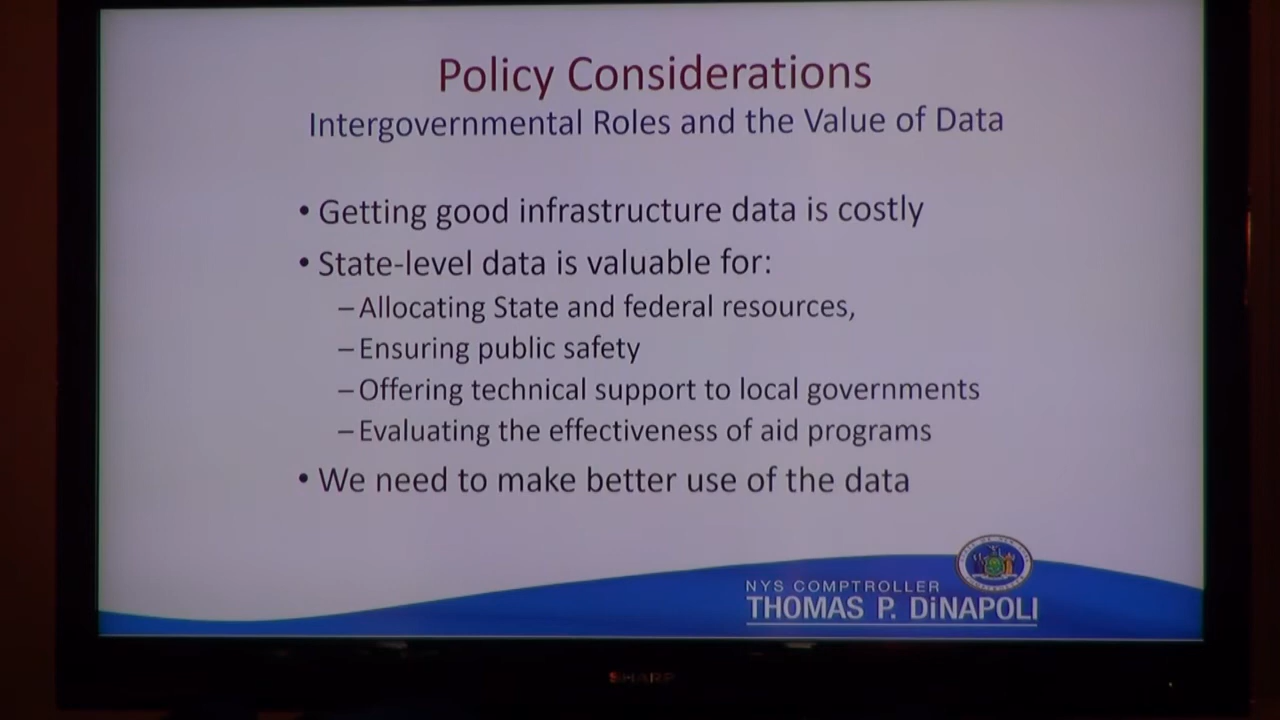 Policy Considerations
Intergovernmental Roles and the Value of Data
• Getting good infrastructure data is costly
• State-level data is valuable for:
– Allocating State and federal resources,
– Ensuring public safety
– Offering technical support to local governments
– Evaluating the effectiveness of aid programs
• We need to make better use of the data
NYS COMPTROLLER
THOMAS P. DiNAPOLI
SHARP